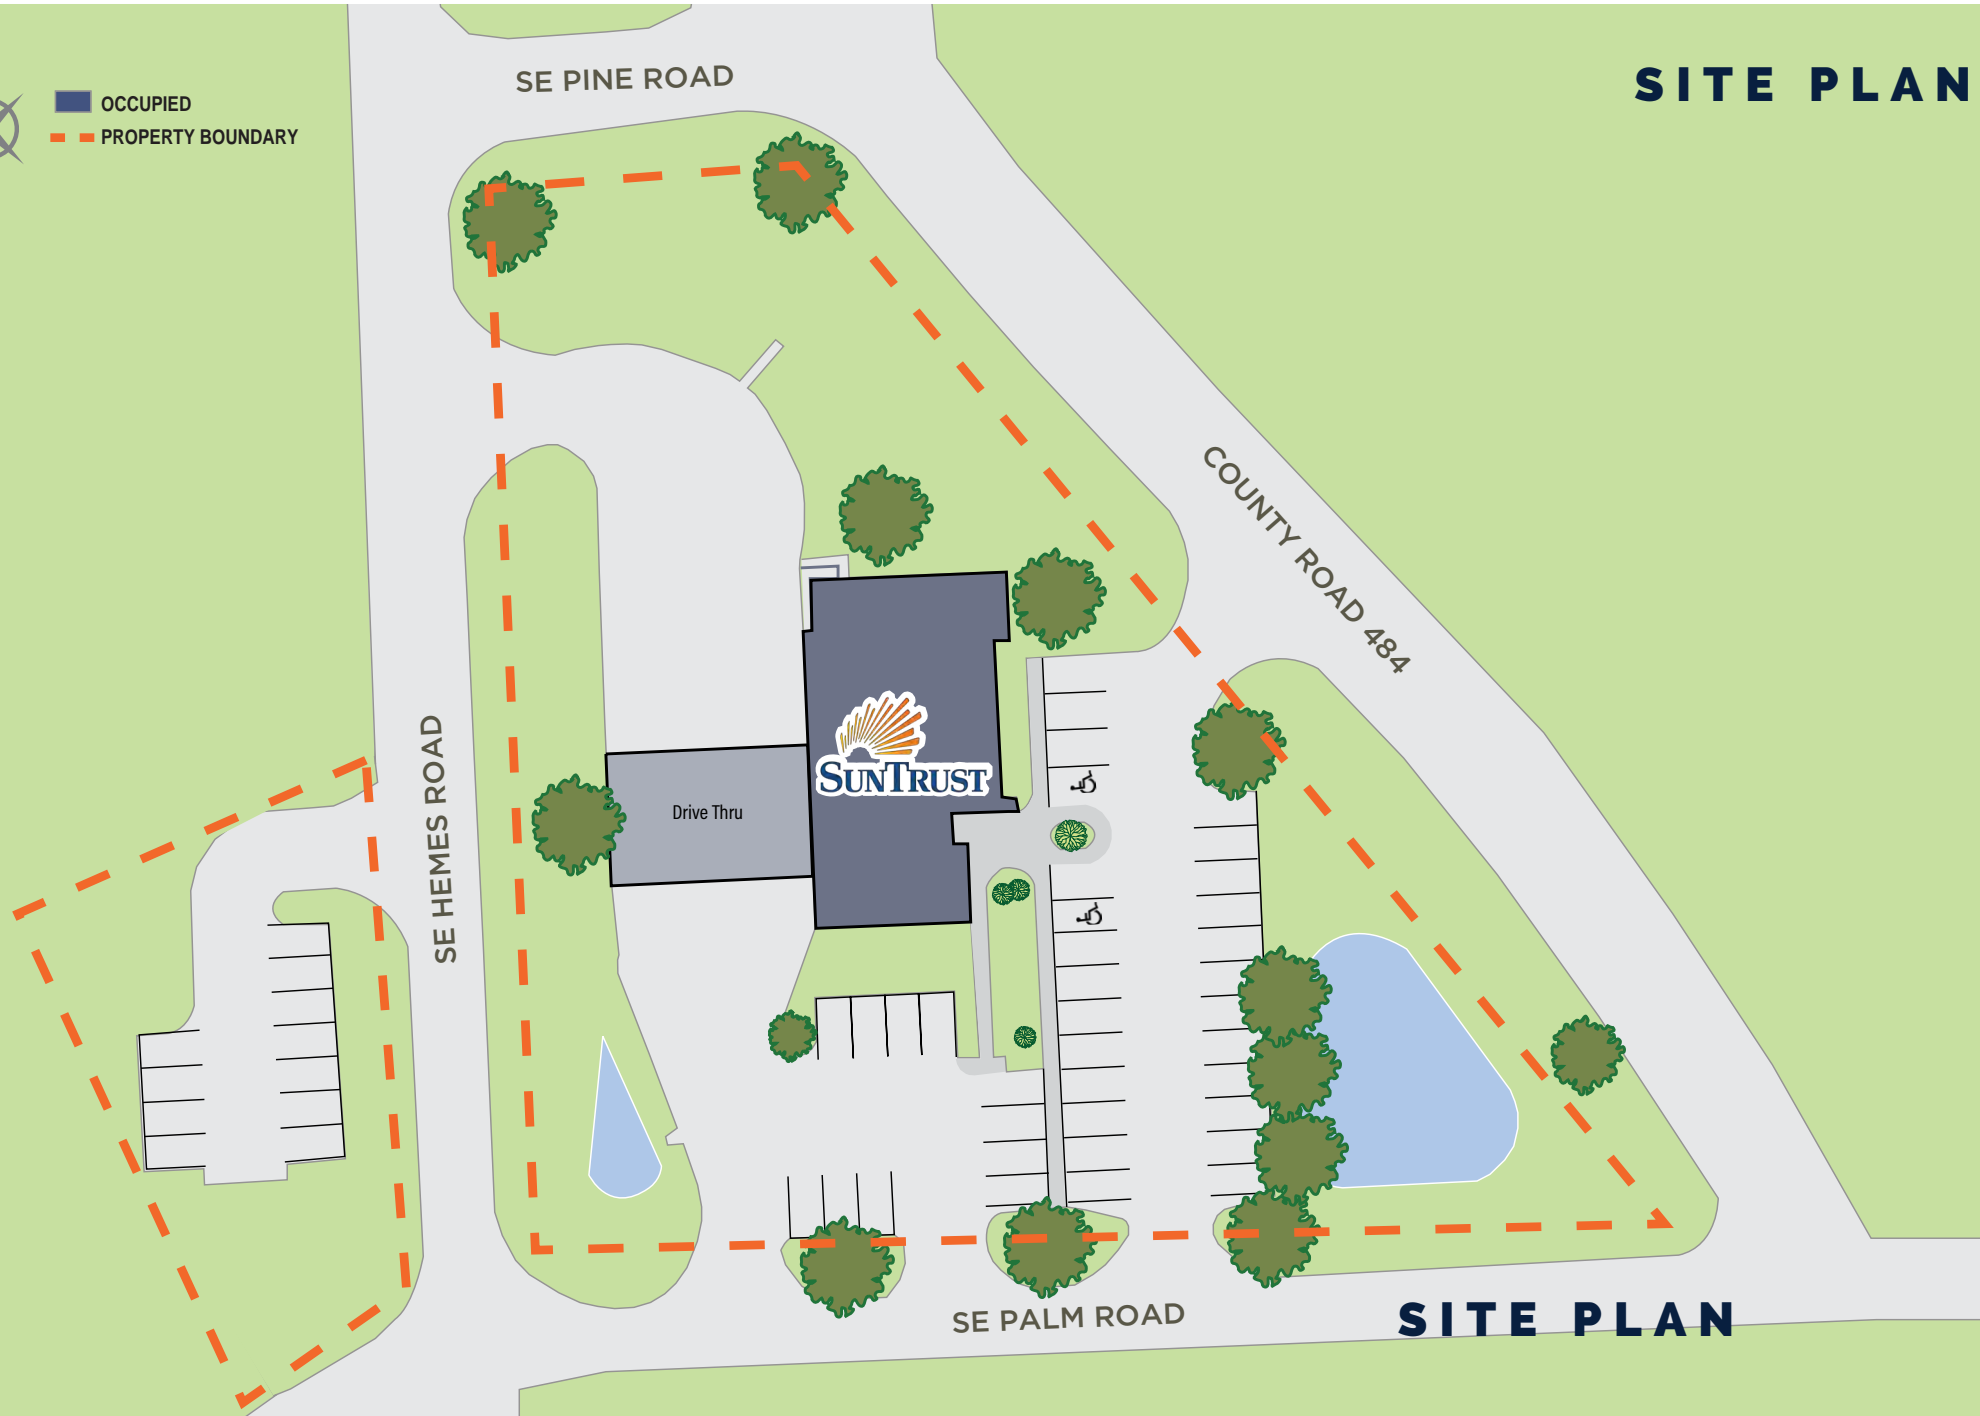 SITE PLAN
SE PINE ROAD
OCCUPIED
PROPERTY BOUNDARY
COUNTY ROAD 484
SE HEMES ROAD
SUNTRUST
Drive Thru
SE PALM ROAD
SITE PLAN